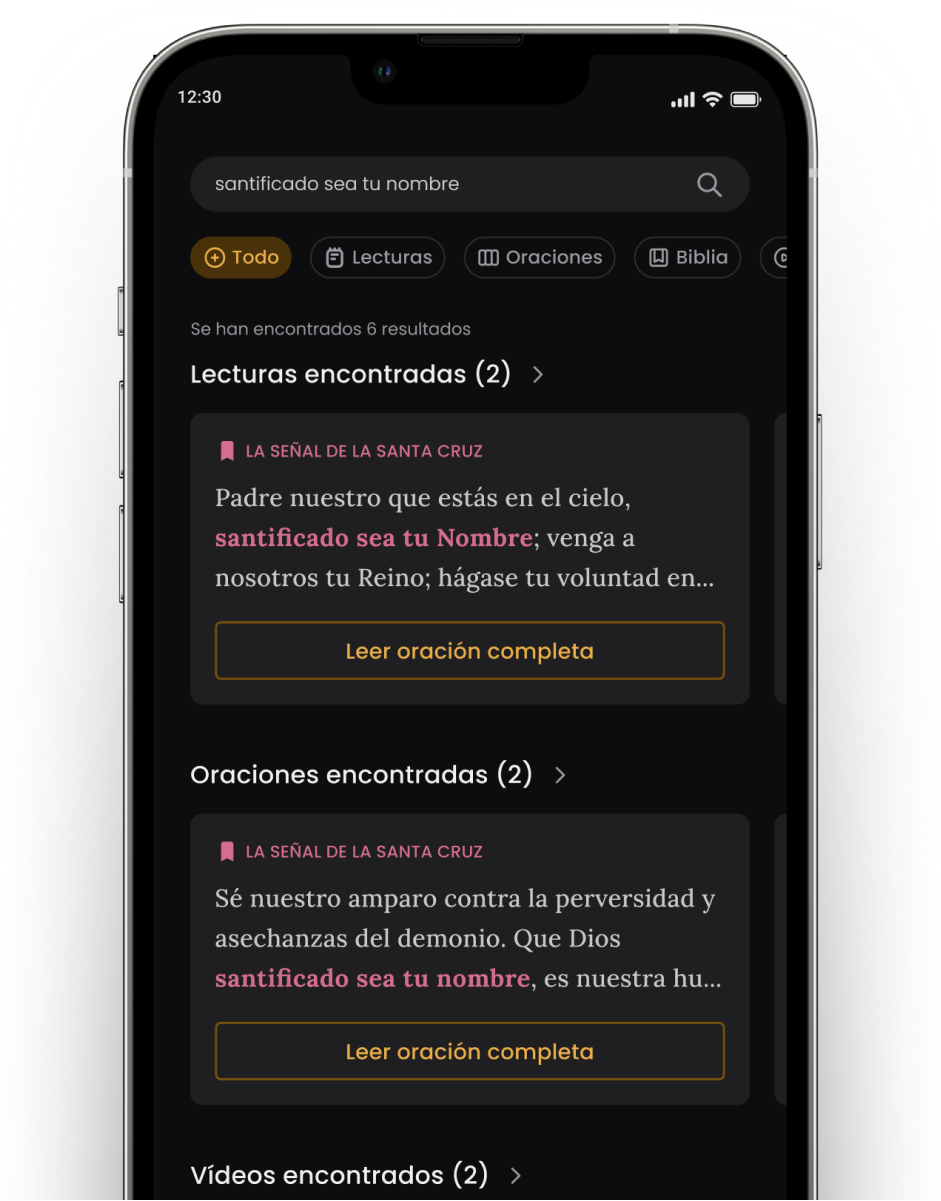 12:30
santificado sea tu nombre
Todo Lecturas Oraciones Biblia
Se han encontrados 6 resultados
Lecturas encontradas (2)
LA SEÑAL DE LA SANTA CRUZ
Padre nuestro que estás en el cielo,
santificado sea tu Nombre; venga a
nosotros tu Reino; hágase tu voluntad en...
Leer oración completa
Oraciones encontradas (2)
LA SEÑAL DE LA SANTA CRUZ
Sé nuestro amparo contra la perversidad y
asechanzas del demonio. Que Dios
santificado sea tu nombre, es nuestra hu...
Leer oración completa
Vídeos encontrados (2)